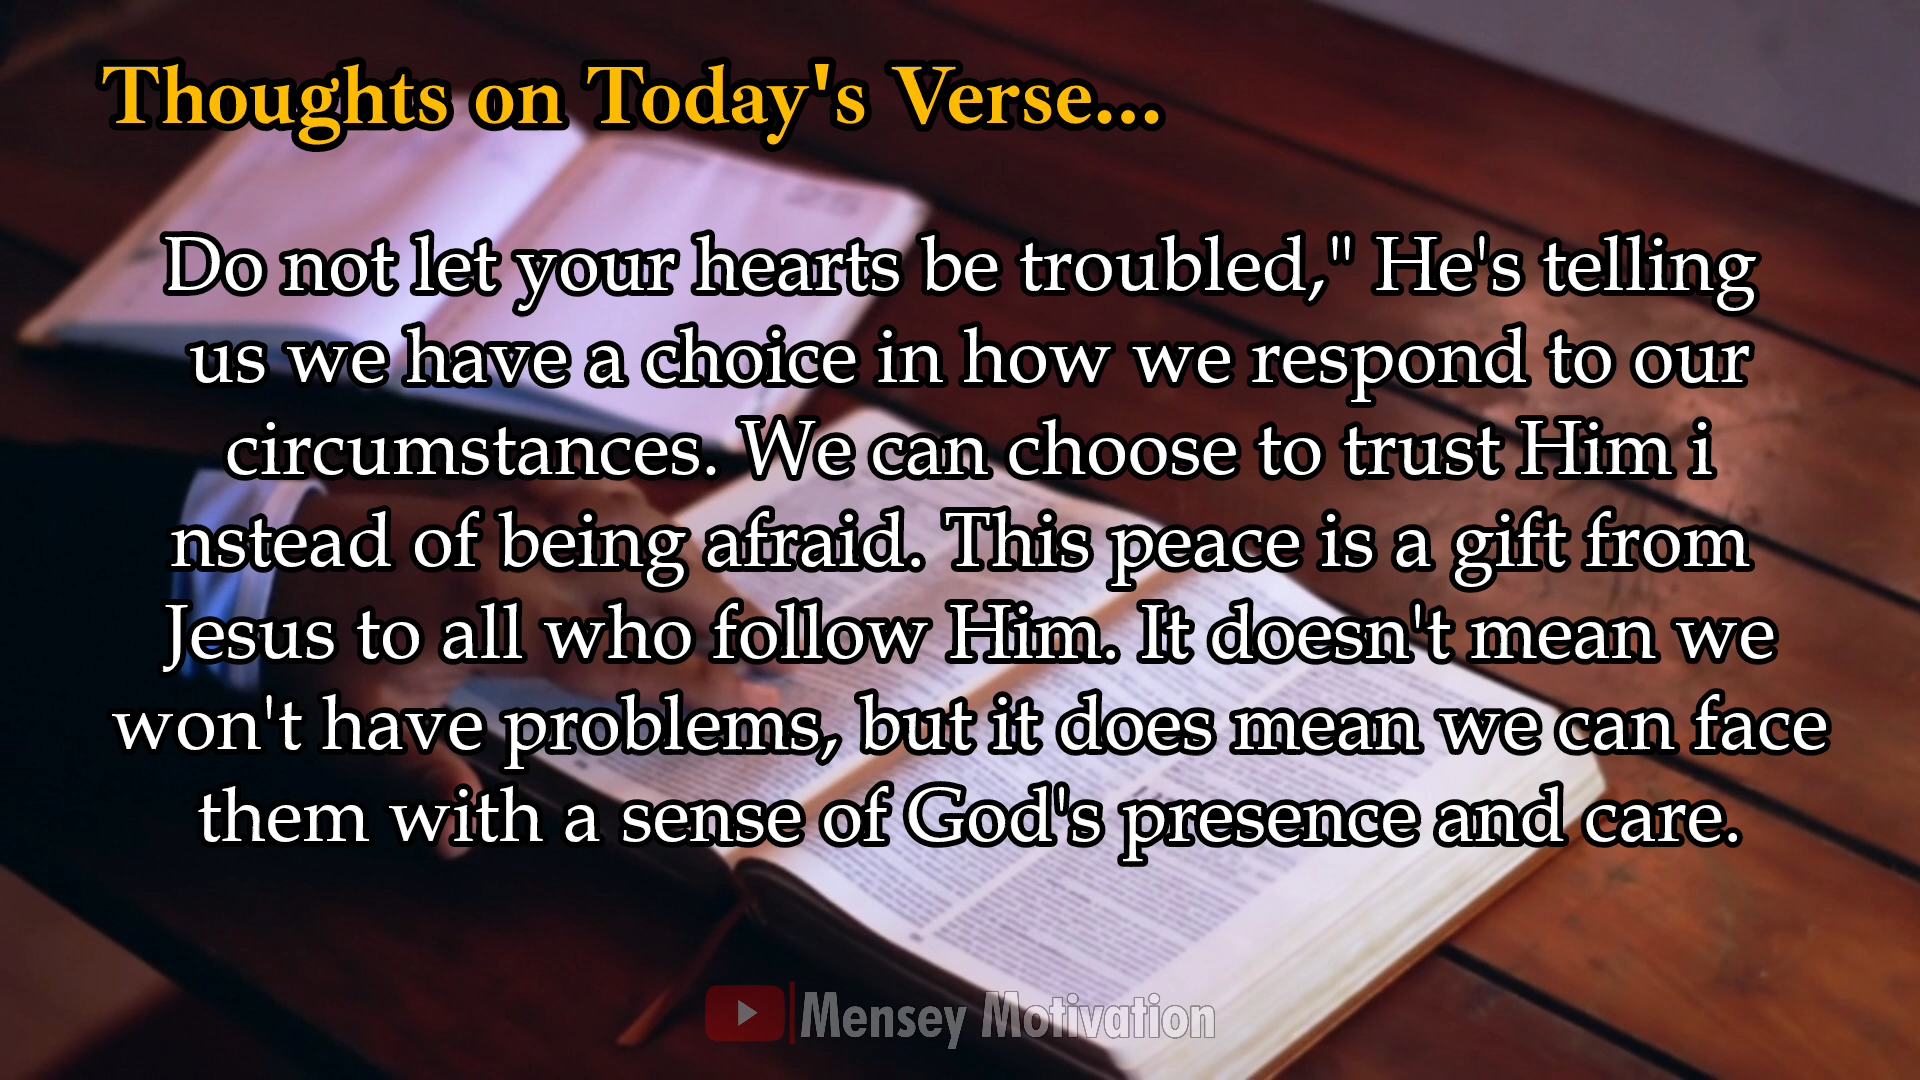 Thoughts on Today's Verse...
Do not let your hearts be troubled," He's telling
us we have a choice in how we respond to our
circumstances. We can choose to trust Him i
nstead of being afraid. This peace is a gift from
Jesus to all who follow Him. It doesn't mean we
won't have problems, but it does mean we can face
them with a sense of God's presence and care.
Mensey Motivation